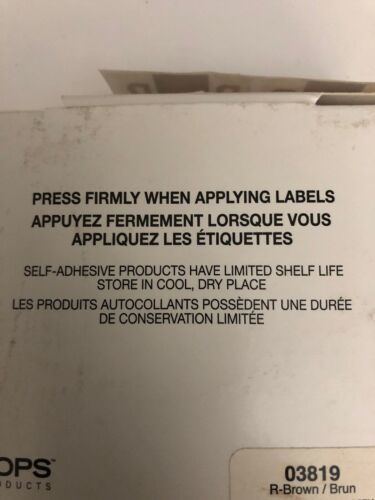 PRESS FIRMLY WHEN APPLYING LABELS
APPUYEZ FERMEMENT LORSQUE VOUS
APPLIQUEZ LES ÉTIQUETTES
SELF-ADHESIVE PRODUCTS HAVE LIMITED SHELF LIFE
STORE IN COOL, DRY PLACE
LES PRODUITS AUTOCOLLANTS POSSÈDENT UNE DURÉE
DE CONSERVATION LIMITÉE
OPS™
ODUCTS
03819
R-Brown / Brun